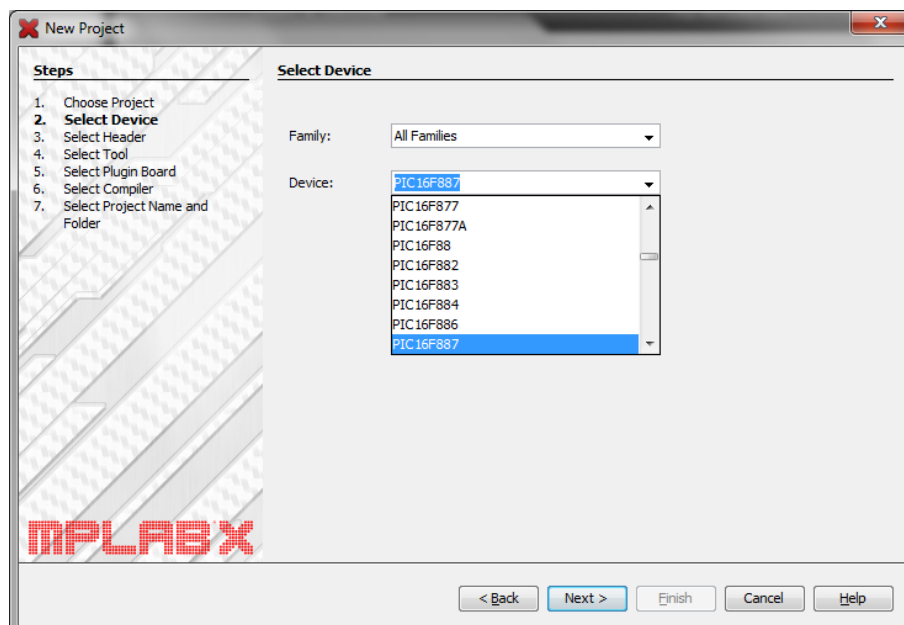 New Project
Steps
1. Choose Project
2. Select Device
3. Select Header
4. Select Tool
5. Select Plugin Board
6. Select Compiler
7. Select Project Name and
Folder
Select Device
Family: All Families
Device: PIC16F887
PIC16F877
PIC16F877A
PIC16F88
PIC16F882
PIC16F883
PIC16F884
PIC16F886
PIC16F887
MPLAB X
< Back Next > Finish Cancel Help